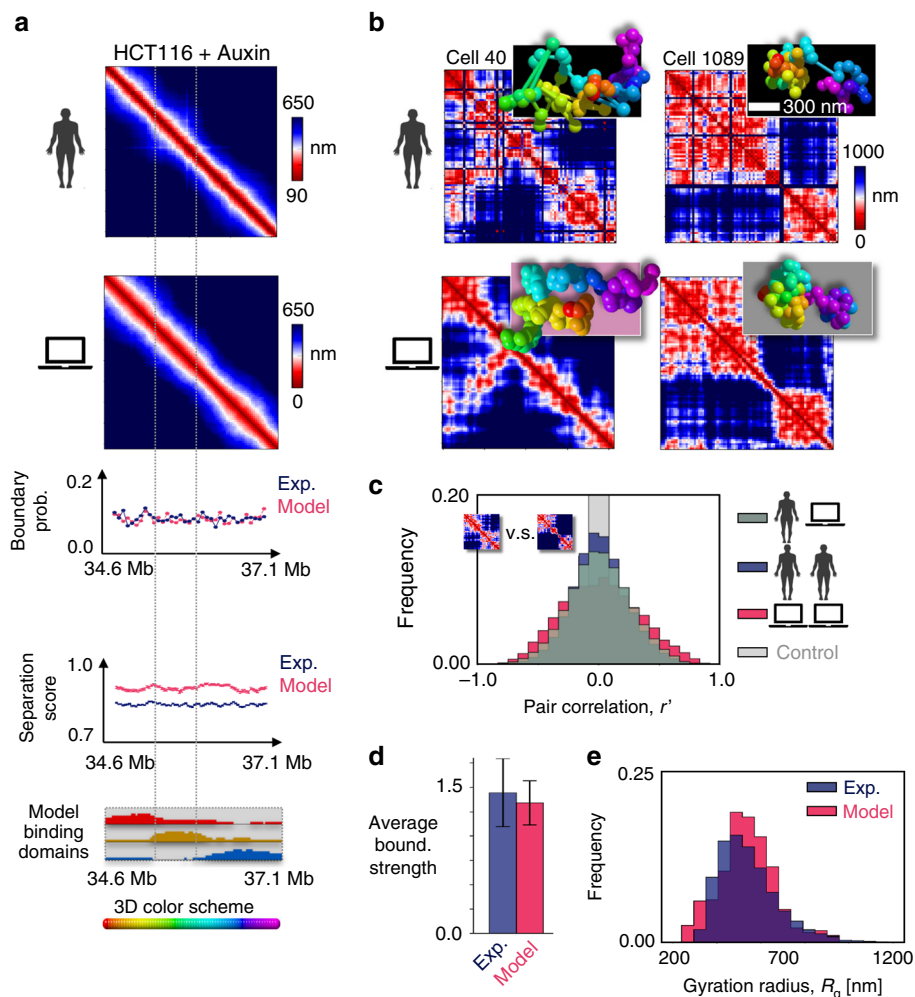 a
HCT116 + Auxin
650
nm
90
650
nm
0
Boundary
prob.
0.2
0.0
Exp.
Model
34.6 Mb
37.1 Mb
Separation
score
1.0
0.7
Exp.
Model
34.6 Mb
37.1 Mb
Model
binding
domains
34.6 Mb
37.1 Mb
3D color scheme
b
Cell 40
Cell 1089
300 nm
1000
nm
0
c
0.20
Frequency
0.00
v.s.
−1.0
0.0
1.0
Pair correlation, r’
Control
d
1.5
Average
bound.
strength
0.0
Exp.
Model
e
0.25
Frequency
0.00
Exp.
Model
200
700
1200
Gyration radius, Rg [nm]